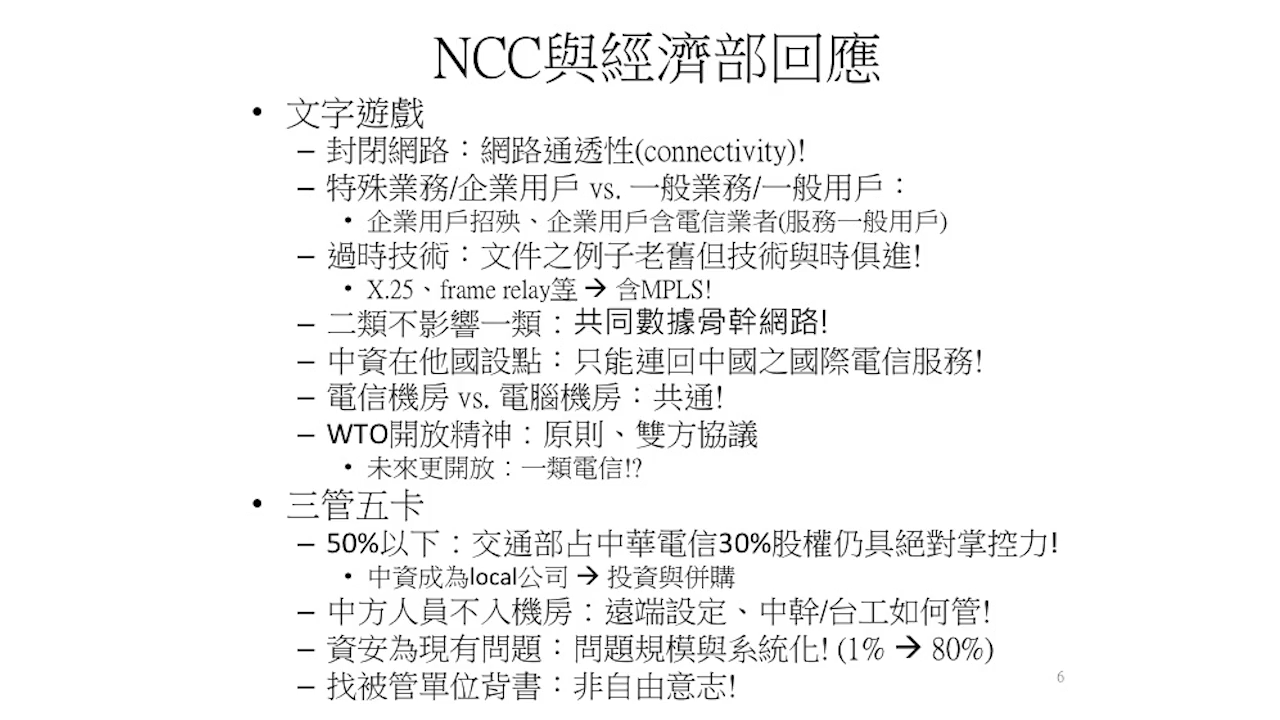 NCC與經濟部回應
• 文字遊戲
– 封閉網路：網路通透性(connectivity)!
– 特殊業務/企業用戶 vs. 一般業務/一般用戶：
• 企業用戶招殃、企業用戶含電信業者(服務一般用戶)
– 過時技術：文件之例子老舊但技術與時俱進!
• X.25、frame relay等 → 含MPLS!
– 二類不影響一類：共同數據骨幹網路!
– 中資在他國設點：只能連回中國之國際電信服務!
– 電信機房 vs. 電腦機房：共通!
– WTO開放精神：原則、雙方協議
• 未來更開放：一類電信!?
• 三管五卡
– 50%以下：交通部占中華電信30%股權仍具絕對掌控力!
• 中資成為local公司 → 投資與併購
– 中方人員不入機房：遠端設定、中幹/台工如何管!
– 資安為現有問題：問題規模與系統化! (1% → 80%)
– 找被管單位背書：非自由意志!
6